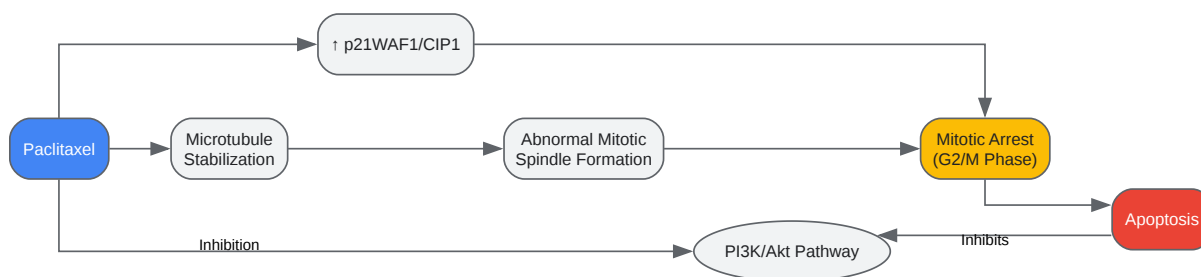 ↑ p21WAF1/CIP1
Paclitaxel
Microtubule
Stabilization
Abnormal Mitotic
Spindle Formation
Mitotic Arrest
(G2/M Phase)
Apoptosis
Inhibition
PI3K/Akt Pathway
Inhibits